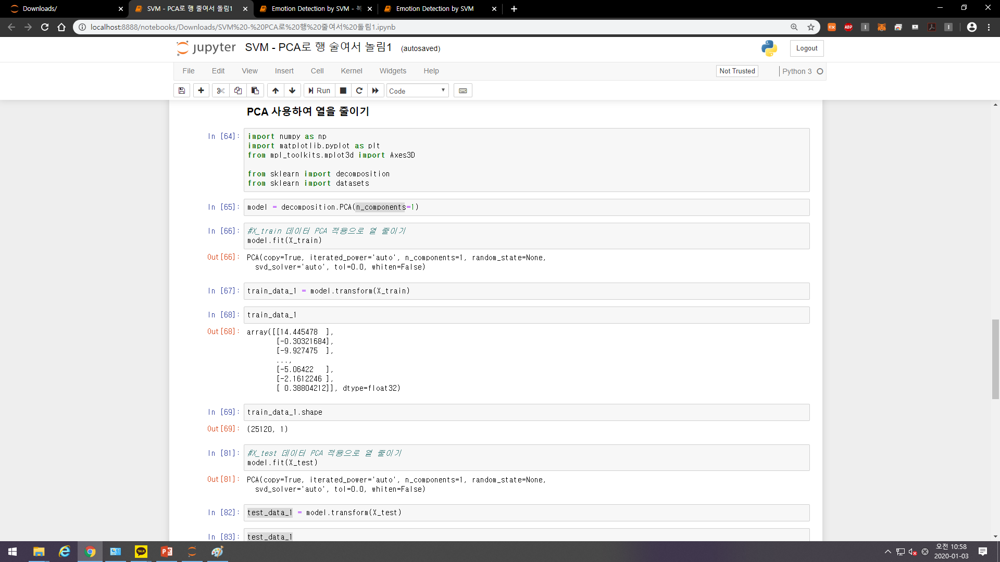 Downloads/
SVM - PCA로 행 줄여서 돌림1
Emotion Detection by SVM - 복
Emotion Detection by SVM
localhost:8888/notebooks/Downloads/SVM%20-%20PCA로%20행%20줄여서%20돌림1.ipynb
ABP
jupyter SVM - PCA로 행 줄여서 돌림1 (autosaved)
Logout
File Edit View Insert Cell Kernel Widgets Help
Not Trusted
Python 3
Run
Code
PCA 사용하여 열을 줄이기
In [64]: import numpy as np
import matplotlib.pyplot as plt
from mpl_toolkits.mplot3d import Axes3D
from sklearn import decomposition
from sklearn import datasets
In [65]: model = decomposition.PCA(n_components=1)
In [66]: #X_train 데이터 PCA 적용으로 열 줄이기
model.fit(X_train)
Out[66]: PCA(copy=True, iterated_power='auto', n_components=1, random_state=None,
svd_solver='auto', tol=0.0, whiten=False)
In [67]: train_data_1 = model.transform(X_train)
In [68]: train_data_1
Out[68]: array([[14.445478  ],
[-0.30321684],
[-9.927475  ],
...,
[-5.06422   ],
[-2.1612246 ],
[ 0.38804212]], dtype=float32)
In [69]: train_data_1.shape
Out[69]: (25120, 1)
In [81]: #X_test 데이터 PCA 적용으로 열 줄이기
model.fit(X_test)
Out[81]: PCA(copy=True, iterated_power='auto', n_components=1, random_state=None,
svd_solver='auto', tol=0.0, whiten=False)
In [82]: test_data_1 = model.transform(X_test)
In [83]: test_data_1
TALK
오전 10:58
2020-01-03